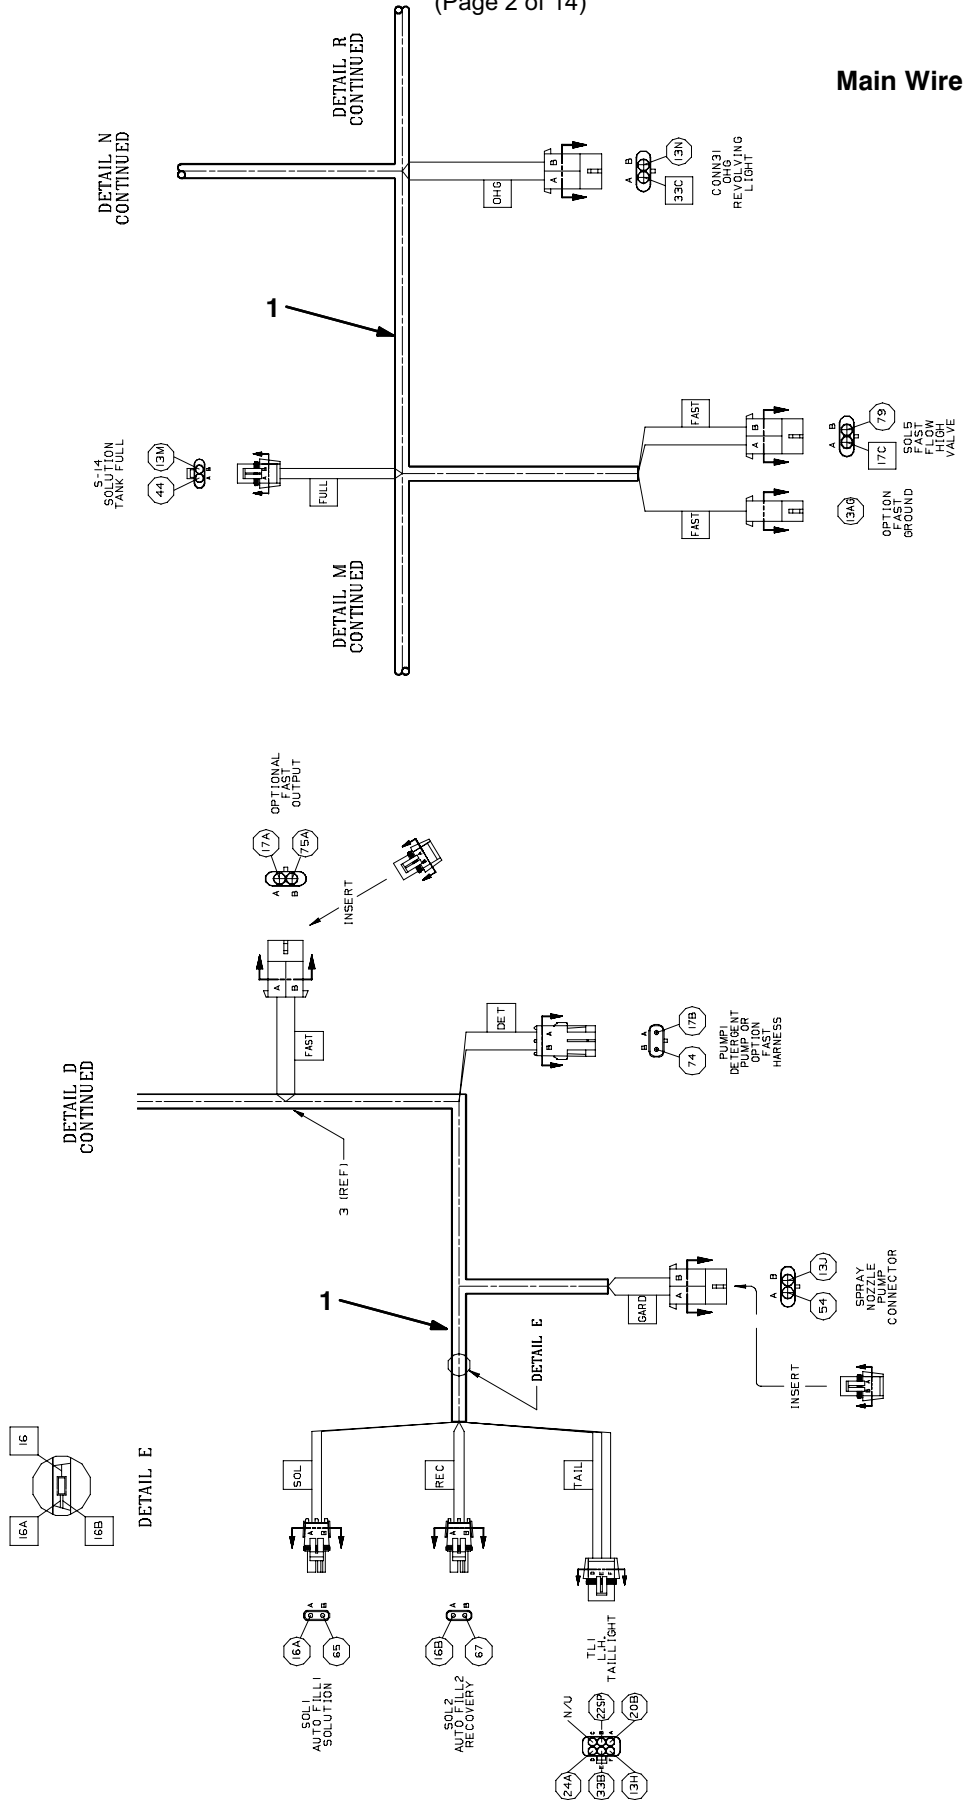 (Page 2 of 14)
Main Wire
DETAIL R
CONTINUED
DETAIL N
CONTINUED
OHG
A B
A B
33C
13N
CONN31
OHG
REVOLVING
LIGHT
1
S-14
SOLUTION
TANK FULL
44
13M
A B
FULL
DETAIL M
CONTINUED
FAST
A B
A B
17C
79
SOL5
FAST
FLOW
HIGH
VALVE
FAST
13AG
OPTION
FAST
GROUND
OPTIONAL
FAST
OUTPUT
17A
75A
A
B
INSERT
A
B
FAST
DETAIL D
CONTINUED
3 (REF)
DET
B A
B A
74
17B
PUMP1
DETERGENT
PUMP OR
OPTION
FAST
HARNESS
1
DETAIL E
GARD
A B
A B
54
13J
SPRAY
NOZZLE
PUMP
CONNECTOR
INSERT
16
16A
16B
DETAIL E
SOL
A
B
A
B
16A
65
SOL1
AUTO FILL1
SOLUTION
REC
A
B
A
B
16B
67
SOL2
AUTO FILL2
RECOVERY
TAIL
TL1
L.H.
TAILLIGHT
N/U
22SP
20B
24A
33B
13H
C
B
A
D
E
F